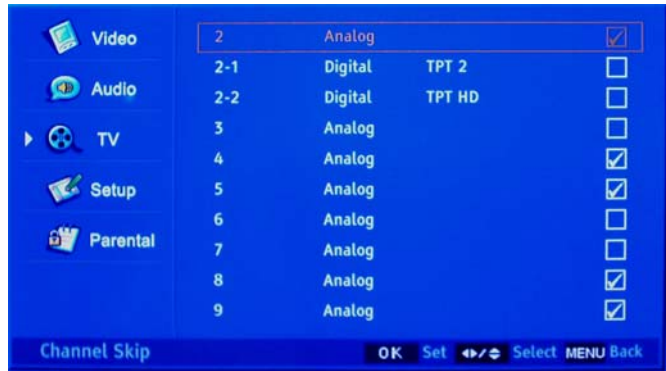 Video
Audio
TV
Setup
Parental
2 Analog
2-1 Digital TPT 2
2-2 Digital TPT HD
3 Analog
4 Analog
5 Analog
6 Analog
7 Analog
8 Analog
9 Analog
Channel Skip OK Set Select MENU Back